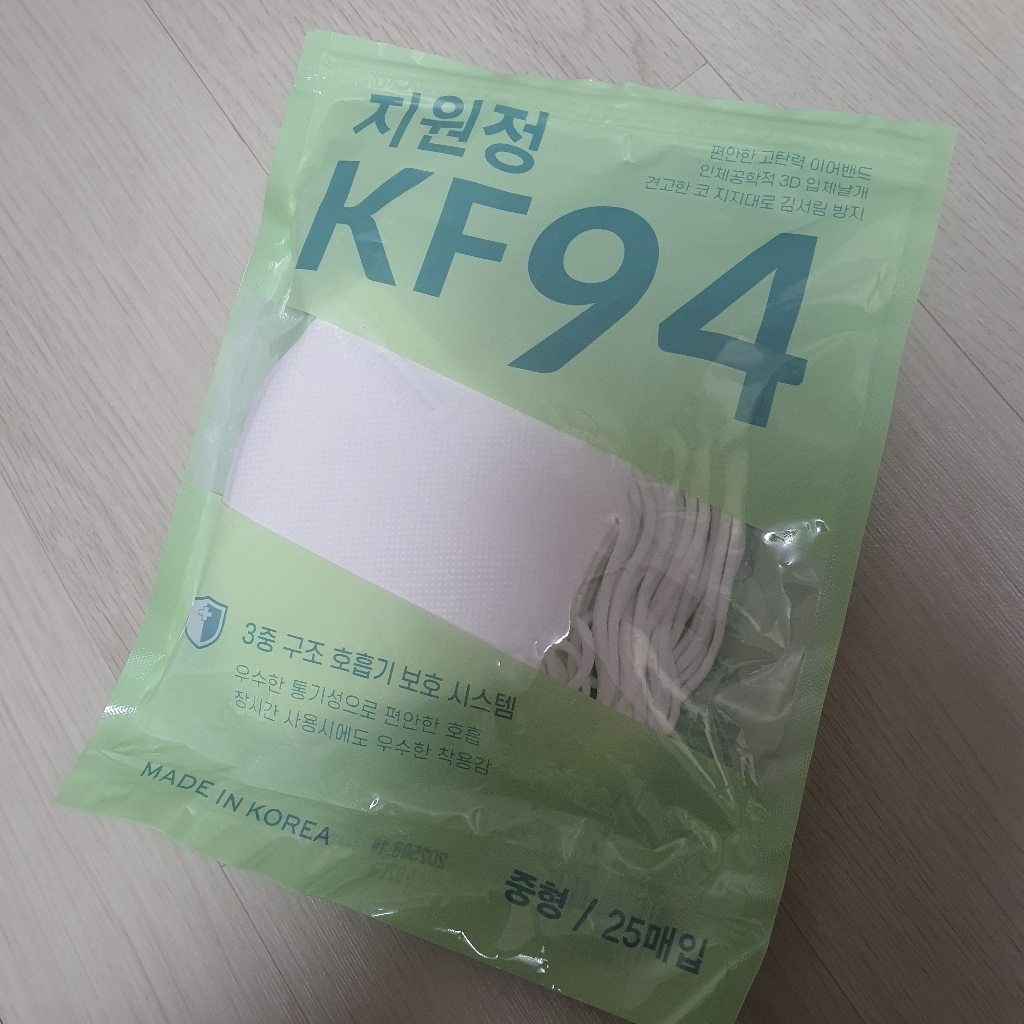 지원정
KF94
편안한 고탄력 이어밴드
인체공학적 3D 입체날개
견고한 코 지지대로 김서림 방지
3중 구조 호흡기 보호 시스템
우수한 통기성으로 편안한 호흡
장시간 사용시에도 우수한 착용감
MADE IN KOREA
중형 / 25매입